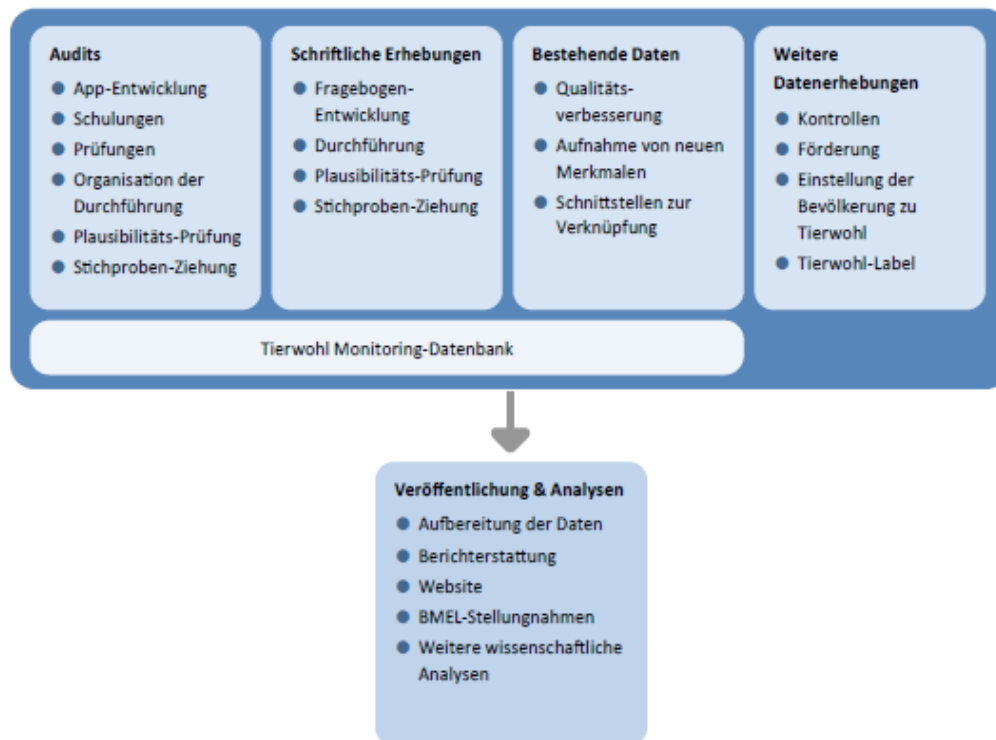 Audits
App-Entwicklung
Schulungen
Prüfungen
Organisation der
Durchführung
Plausibilitäts-Prüfung
Stichproben-Ziehung
Schriftliche Erhebungen
Fragebogen-
Entwicklung
Durchführung
Plausibilitäts-Prüfung
Stichproben-Ziehung
Bestehende Daten
Qualitäts-
verbesserung
Aufnahme von neuen
Merkmalen
Schnittstellen zur
Verknüpfung
Weitere
Datenerhebungen
Kontrollen
Förderung
Einstellung der
Bevölkerung zu
Tierwohl
Tierwohl-Label
Tierwohl Monitoring-Datenbank
Veröffentlichung & Analysen
Aufbereitung der Daten
Berichterstattung
Website
BMEL-Stellungnahmen
Weitere wissenschaftliche
Analysen